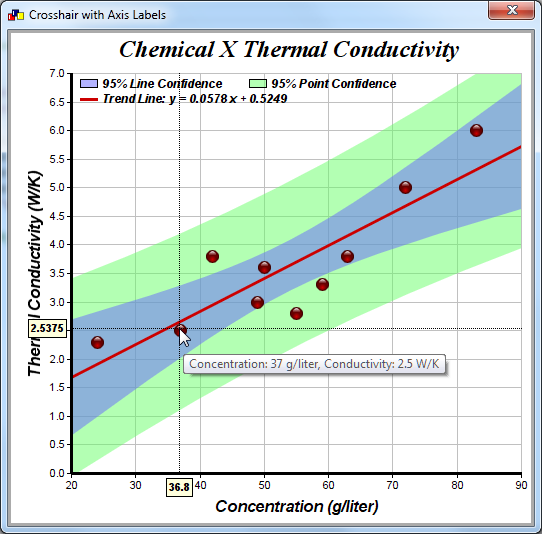 Crosshair with Axis Labels
Chemical X Thermal Conductivity
95% Line Confidence 95% Point Confidence
Trend Line: y = 0.0578 x + 0.5249
Thermal Conductivity (W/K)
7.0
6.5
6.0
5.5
5.0
4.5
4.0
3.5
3.0
2.5375
2.0
1.5
1.0
0.5
0.0
Concentration: 37 g/liter, Conductivity: 2.5 W/K
20 36.8 40 50 60 70 80 90
Concentration (g/liter)